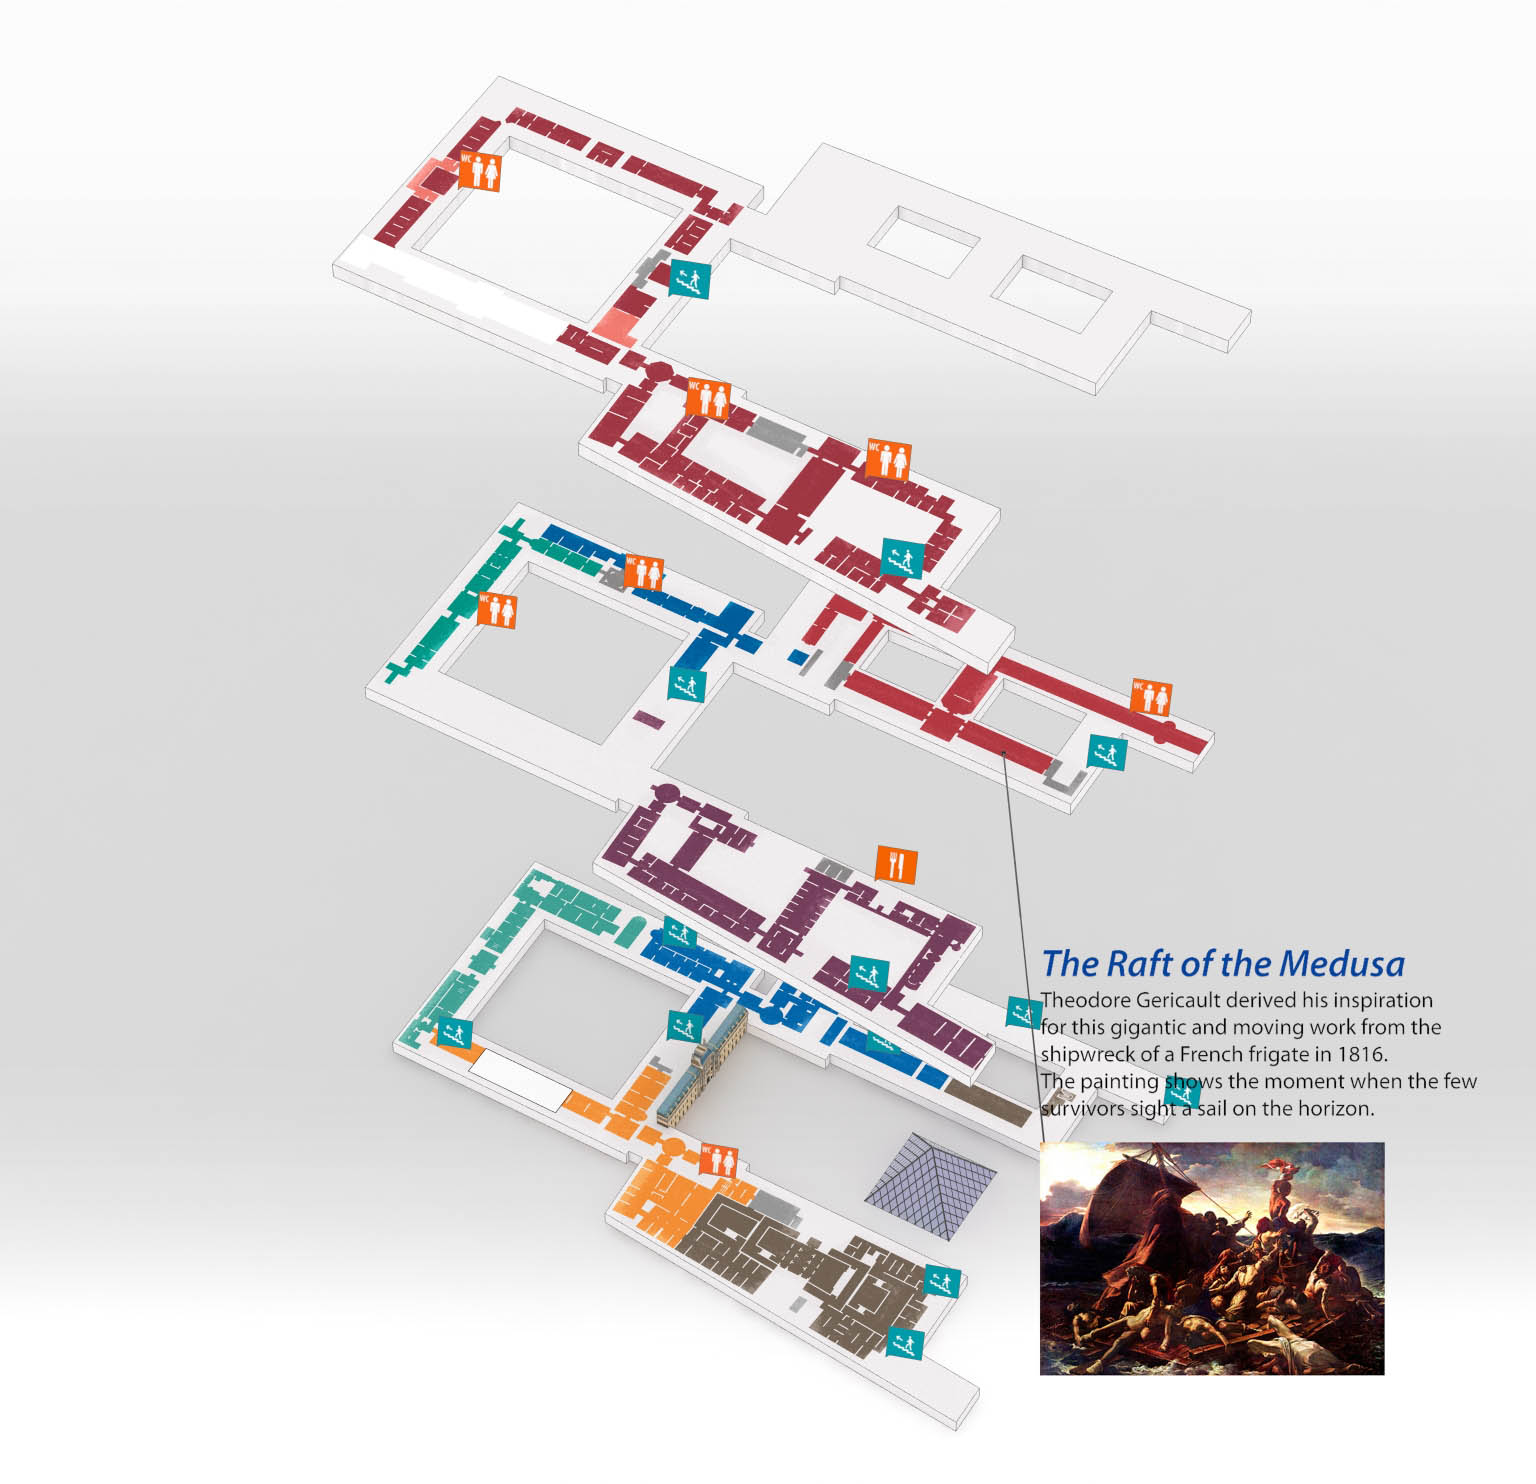 WC
WC
WC
WC
WC
WC
The Raft of the Medusa
Theodore Gericault derived his inspiration
for this gigantic and moving work from the
shipwreck of a French frigate in 1816.
The painting shows the moment when the few
survivors sight a sail on the horizon.
WC